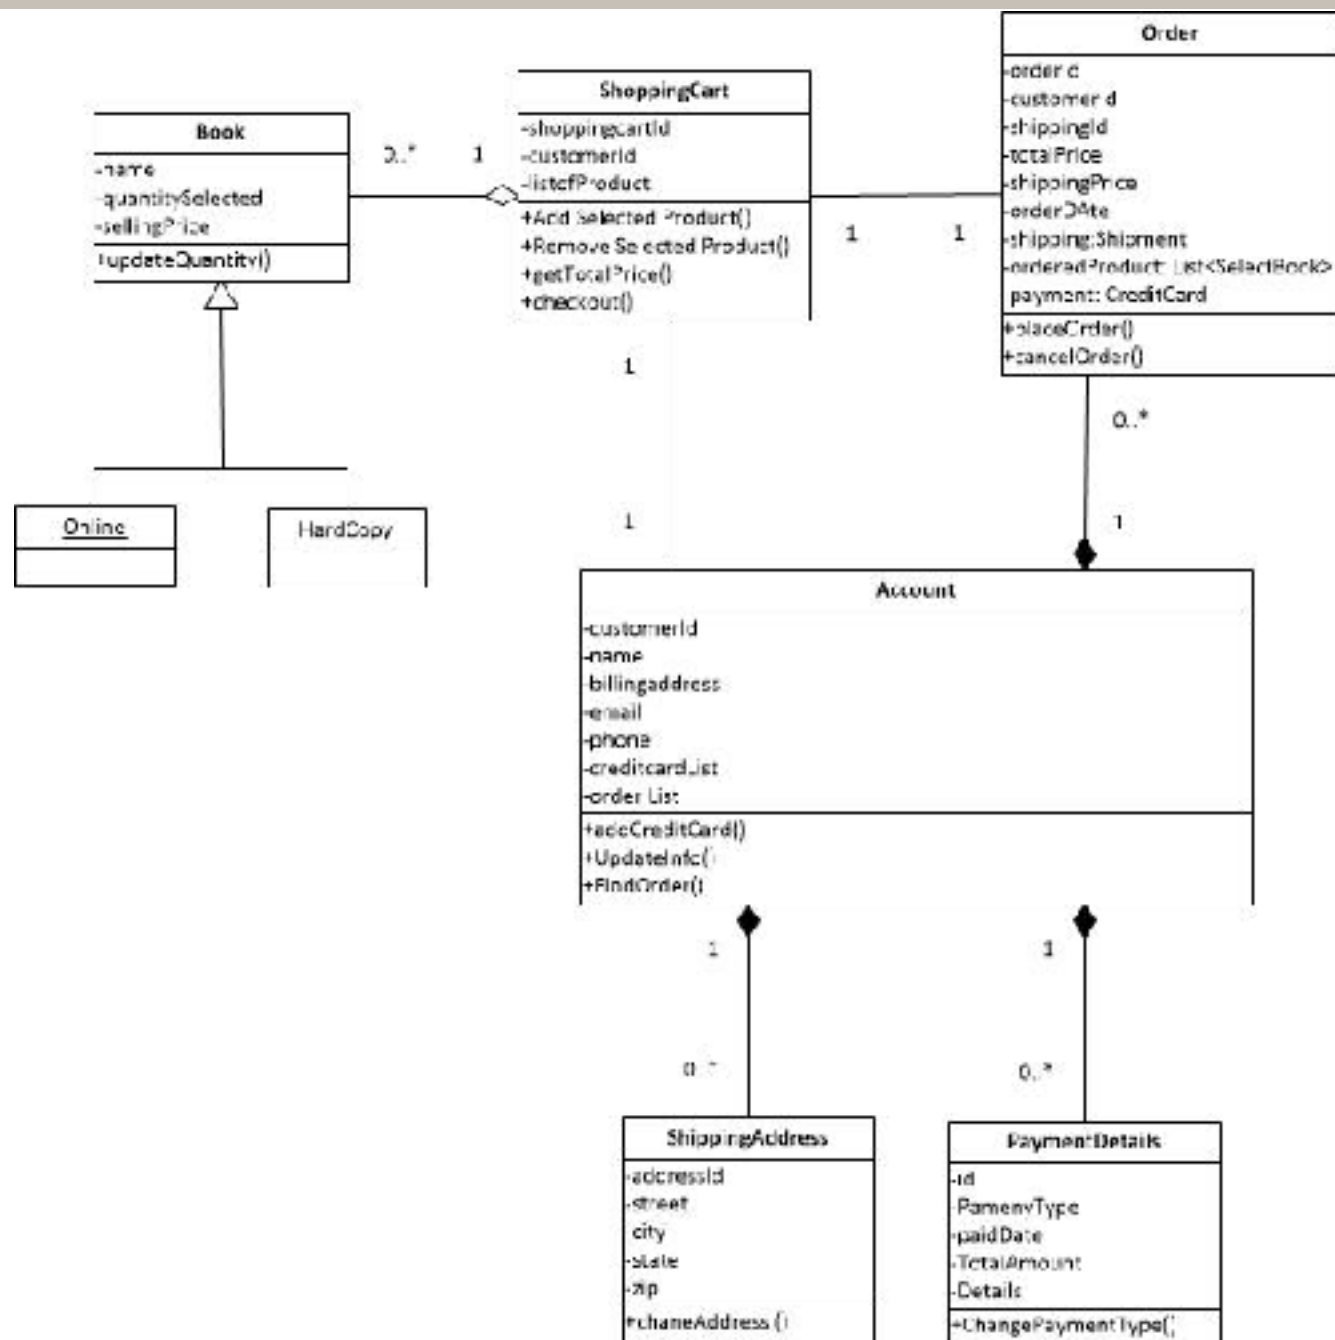 Book
-name
-quantitySelected
-sellingPrice
+updateQuantity()
0..*
1
ShoppingCart
-shoppingcartId
-customerId
-listofProduct
+Add Selected Product()
+Remove Selected Product()
+getTotalPrice()
+checkout()
1
1
Order
-orderId
-customerId
-shippingId
-totalPrice
-shippingPrice
-orderDAte
-shipping:Shipment
-orderedProduct: List<SelectBook>
payment: CreditCard
+placeOrder()
+cancelOrder()
1
1
0..*
1
Online
HardCopy
Account
-customerId
-name
-billingaddress
-email
-phone
-creditcardList
-order List
+addCreditCard()
+UpdateInfo()
+FindOrder()
1
0..*
1
0..*
ShippingAddress
-addressId
-street
city
-state
-zip
+chaneAddress ()
PaymentDetails
-id
PamenyType
-paidDate
-TotalAmount
-Details
+ChangePaymentType()